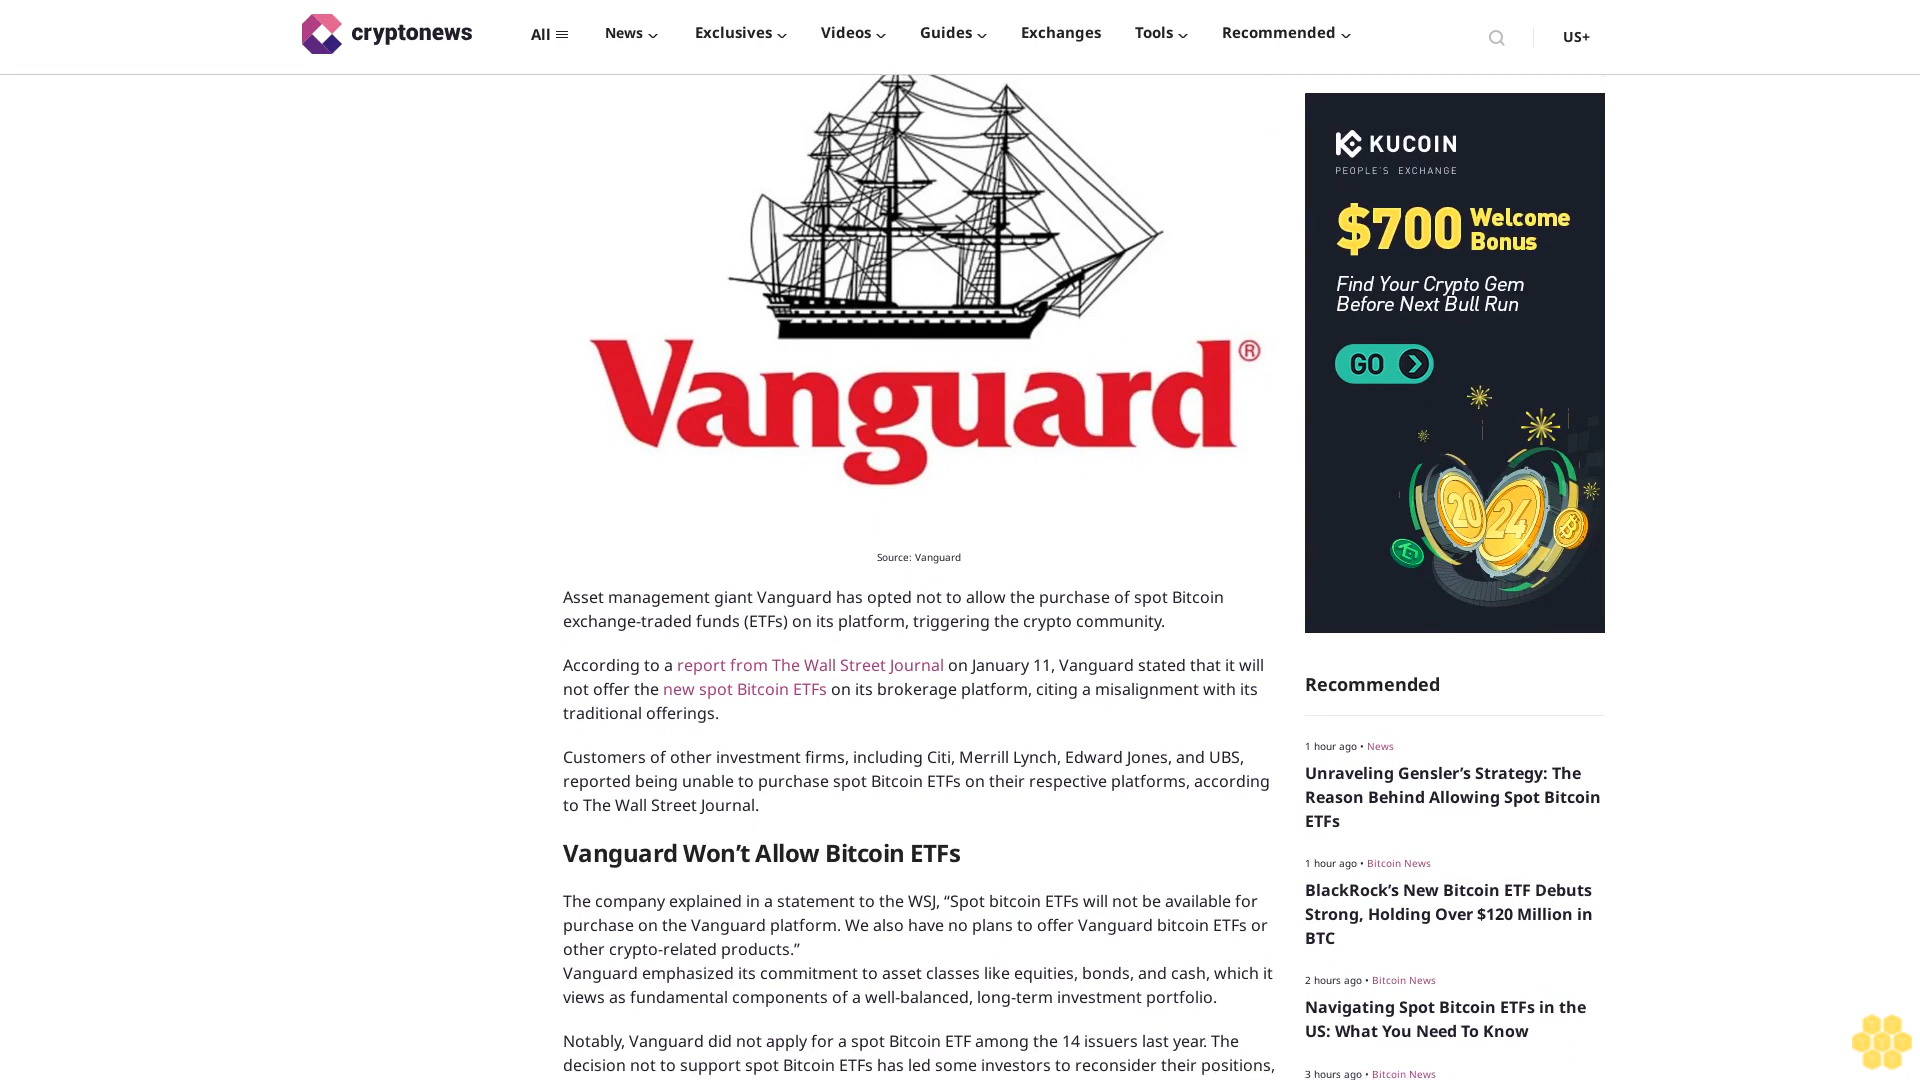 cryptonews
All
News
Exclusives
Videos
Guides
Exchanges
Tools
Recommended
US+
Vanguard®
Source: Vanguard
Asset management giant Vanguard has opted not to allow the purchase of spot Bitcoin
exchange-traded funds (ETFs) on its platform, triggering the crypto community.
According to a report from The Wall Street Journal on January 11, Vanguard stated that it will
not offer the new spot Bitcoin ETFs on its brokerage platform, citing a misalignment with its
traditional offerings.
Customers of other investment firms, including Citi, Merrill Lynch, Edward Jones, and UBS,
reported being unable to purchase spot Bitcoin ETFs on their respective platforms, according
to The Wall Street Journal.
Vanguard Won’t Allow Bitcoin ETFs
The company explained in a statement to the WSJ, “Spot bitcoin ETFs will not be available for
purchase on the Vanguard platform. We also have no plans to offer Vanguard bitcoin ETFs or
other crypto-related products.”
Vanguard emphasized its commitment to asset classes like equities, bonds, and cash, which it
views as fundamental components of a well-balanced, long-term investment portfolio.
Notably, Vanguard did not apply for a spot Bitcoin ETF among the 14 issuers last year. The
decision not to support spot Bitcoin ETFs has led some investors to reconsider their positions,
KUCOIN
PEOPLE'S EXCHANGE
$700 Welcome
Bonus
Find Your Crypto Gem
Before Next Bull Run
GO
20
24
Recommended
1 hour ago • News
Unraveling Gensler’s Strategy: The
Reason Behind Allowing Spot Bitcoin
ETFs
1 hour ago • Bitcoin News
BlackRock’s New Bitcoin ETF Debuts
Strong, Holding Over $120 Million in
BTC
2 hours ago • Bitcoin News
Navigating Spot Bitcoin ETFs in the
US: What You Need To Know
3 hours ago • Bitcoin News